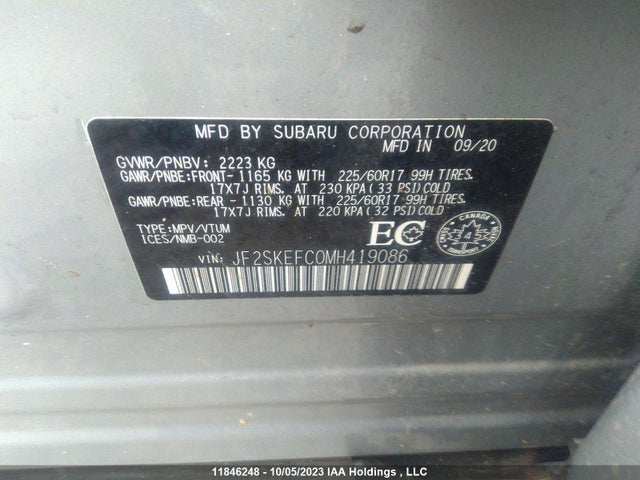 MFD BY SUBARU CORPORATION
MFD IN 09/20
GVWR/PNBV: 2223 KG
GAWR/PNBE:FRONT-1165 KG WITH 225/60R17 99H TIRES.
17X7J RIMS. AT 230 KPA(33 PSI)COLD
GAWR/PNBE:REAR -1130 KG WITH 225/60R17 99H TIRES.
17X7J RIMS. AT 220 KPA(32 PSI)COLD
TYPE:MPV/VTUM
ICES/NMB-002
EC
CANADA
4
TRANSPORT
VIN: JF2SKEFC0MH419086
11846248 - 10/05/2023 IAA Holdings , LLC